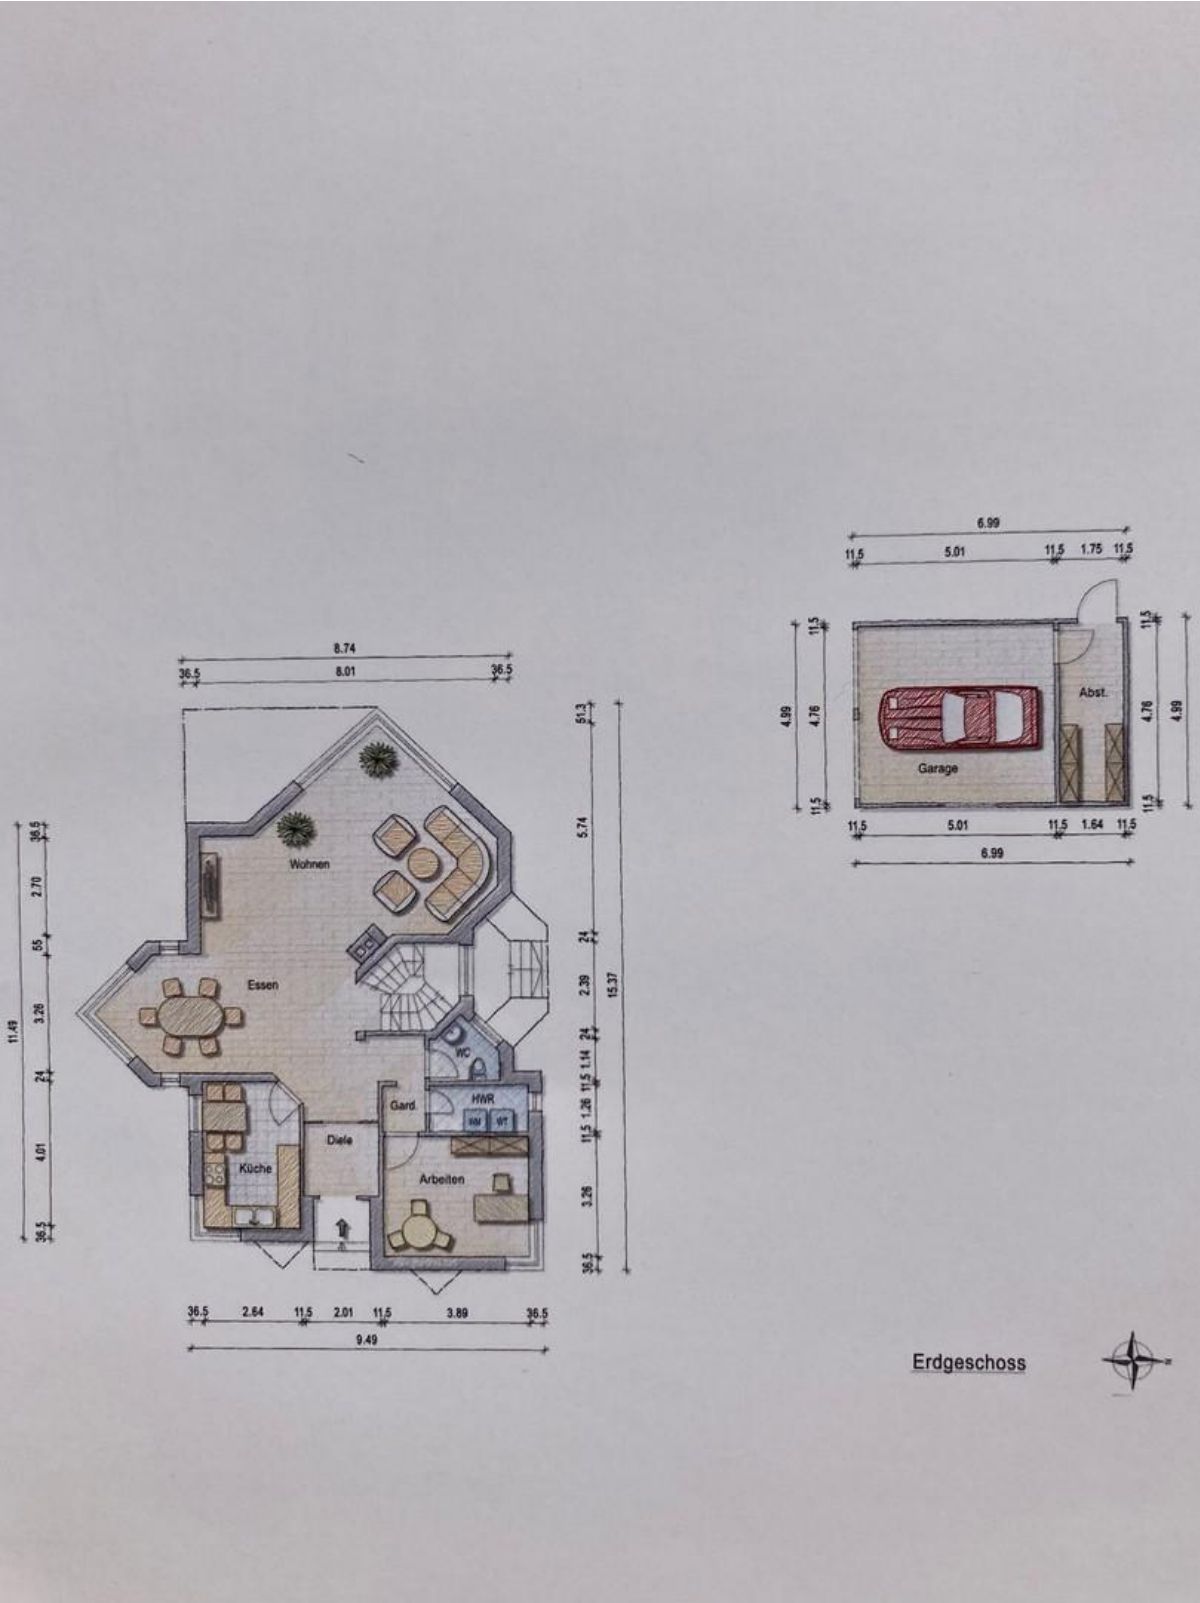 6.99
11.5 5.01 11.5 1.75 11.5
11.5
4.76
11.5
4.99
Abst.
Garage
11.5
4.76
11.5
4.99
11.5 5.01 11.5 1.64 11.5
6.99
8.74
36.5 8.01 36.5
51.3
5.74
24
2.39
24
1.14
11.5
1.26
11.5
3.26
36.5
15.37
36.5
2.70
55
3.26
24
4.01
36.5
11.49
Wohnen
Essen
WC
HWR
WM WT
Gard.
Diele
Küche
Arbeiten
36.5 2.64 11.5 2.01 11.5 3.89 36.5
9.49
Erdgeschoss
N